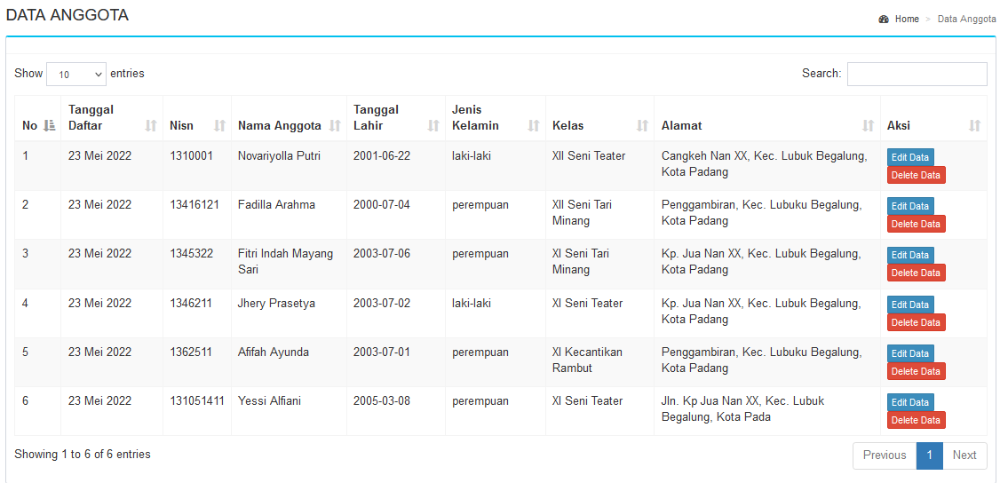 DATA ANGGOTA
Home > Data Anggota
Show 10 entries
Search:
No Tanggal Daftar Nisn Nama Anggota Tanggal Lahir Jenis Kelamin Kelas Alamat Aksi
1 23 Mei 2022 1310001 Novariyolla Putri 2001-06-22 laki-laki XII Seni Teater Cangkeh Nan XX, Kec. Lubuk Begalung, Kota Padang Edit Data Delete Data
2 23 Mei 2022 13416121 Fadilla Arahma 2000-07-04 perempuan XII Seni Tari Minang Penggambiran, Kec. Lubuku Begalung, Kota Padang Edit Data Delete Data
3 23 Mei 2022 1345322 Fitri Indah Mayang Sari 2003-07-06 perempuan XI Seni Tari Minang Kp. Jua Nan XX, Kec. Lubuk Begalung, Kota Padang Edit Data Delete Data
4 23 Mei 2022 1346211 Jhery Prasetya 2003-07-02 laki-laki XI Seni Teater Kp. Jua Nan XX, Kec. Lubuk Begalung, Kota Padang Edit Data Delete Data
5 23 Mei 2022 1362511 Afifah Ayunda 2003-07-01 perempuan XI Kecantikan Rambut Penggambiran, Kec. Lubuku Begalung, Kota Padang Edit Data Delete Data
6 23 Mei 2022 131051411 Yessi Alfiani 2005-03-08 perempuan XI Seni Teater Jln. Kp Jua Nan XX, Kec. Lubuk Begalung, Kota Pada Edit Data Delete Data
Showing 1 to 6 of 6 entries
Previous 1 Next